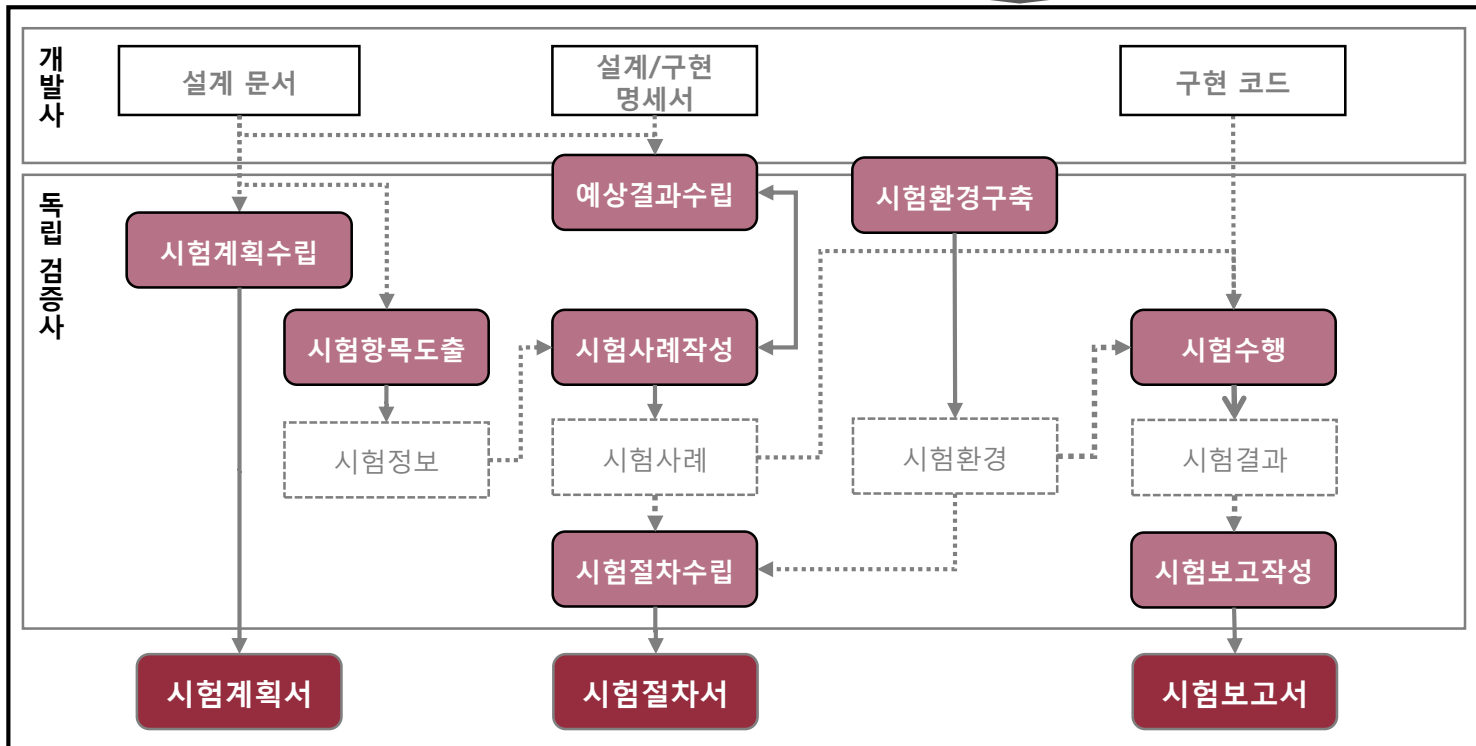 개발사
설계 문서
설계/구현
명세서
구현 코드
독립 검증사
예상결과수립
시험환경구축
시험계획수립
시험항목도출
시험사례작성
시험수행
시험정보
시험사례
시험환경
시험결과
시험절차수립
시험보고작성
시험계획서
시험절차서
시험보고서